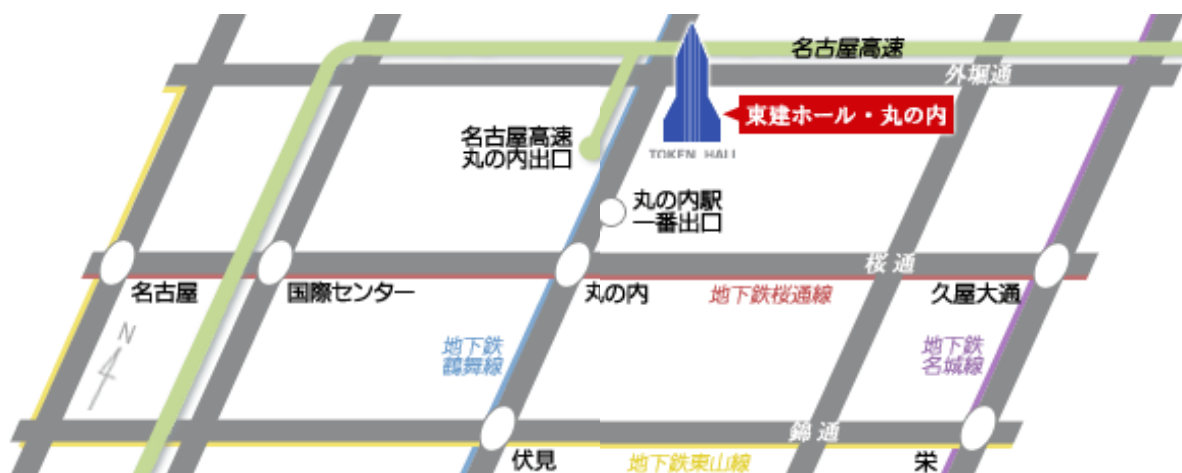 名古屋高速
外堀通
東建ホール・丸の内
名古屋高速
丸の内出口
TOKEN HALL
丸の内駅
一番出口
桜通
名古屋
国際センター
丸の内
地下鉄桜通線
久屋大通
N
地下鉄
鶴舞線
地下鉄
名城線
錦通
伏見
地下鉄東山線
栄